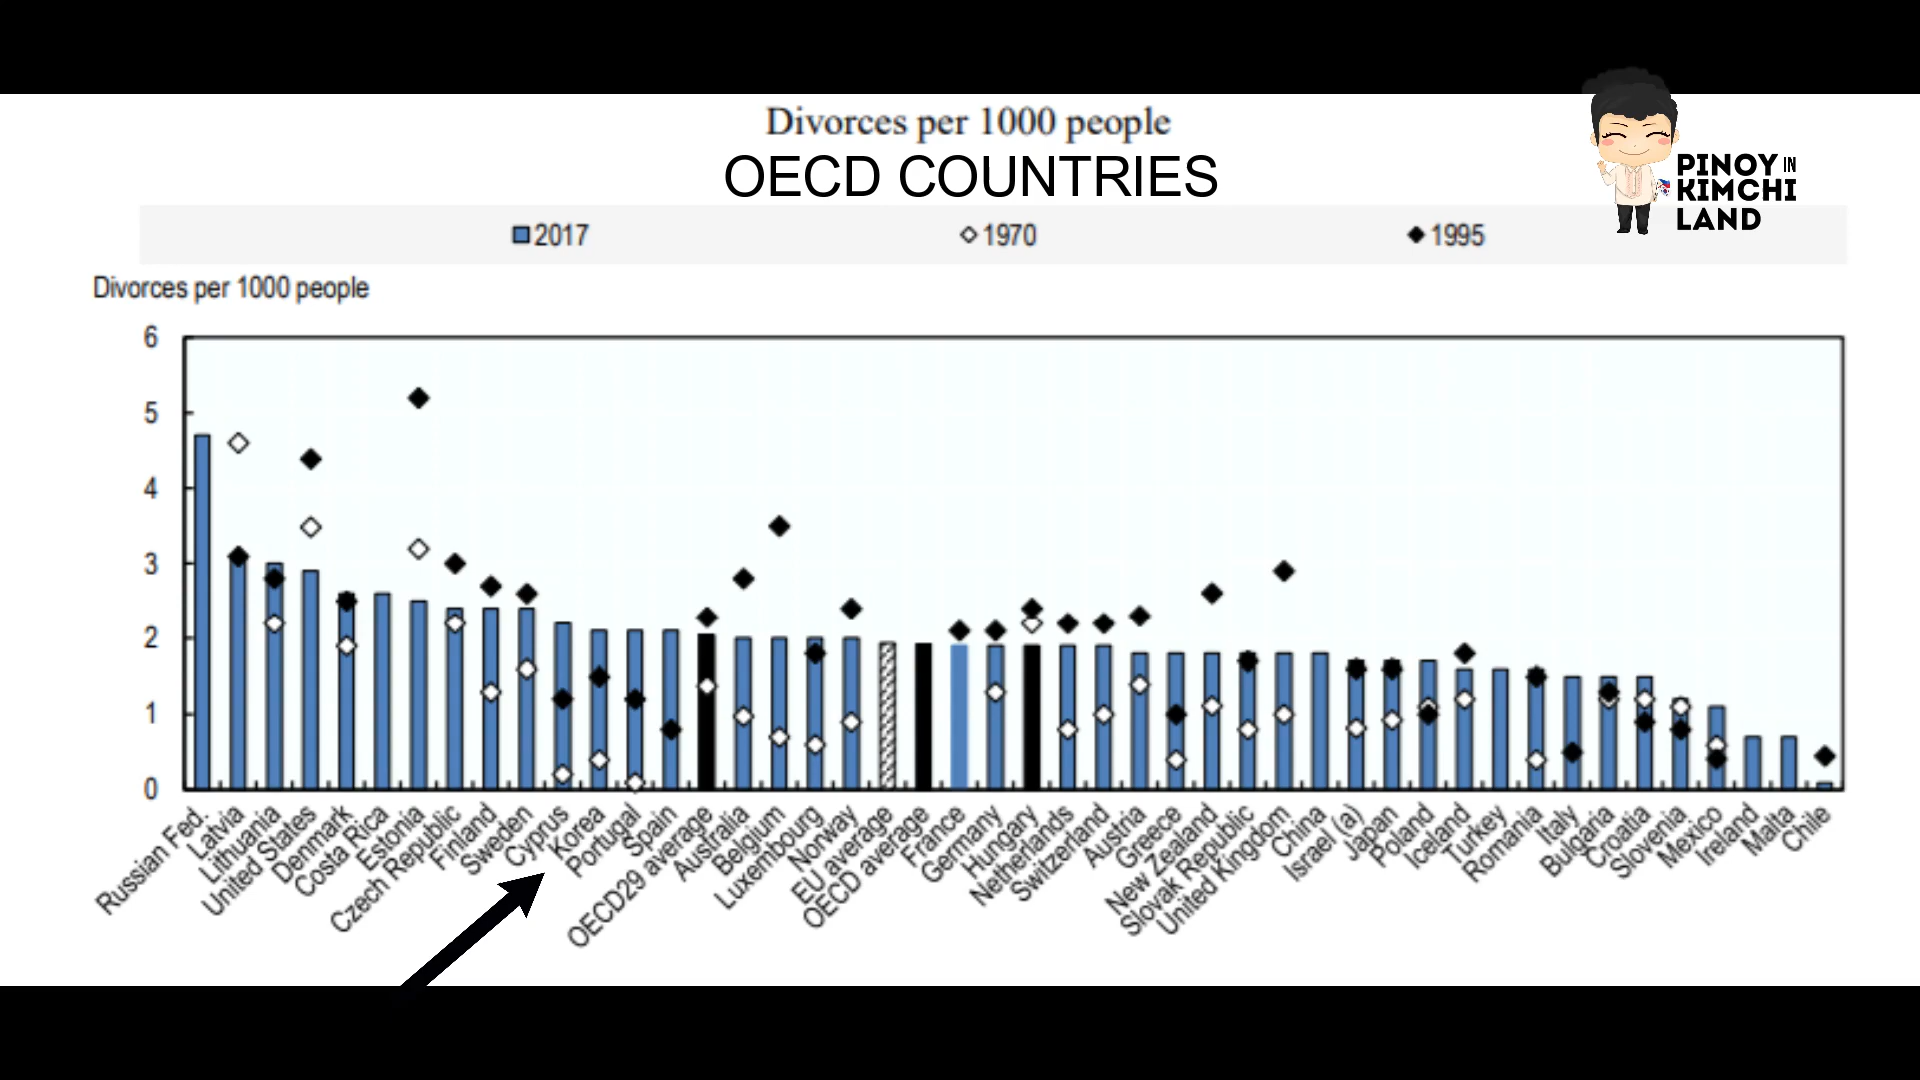 Divorces per 1000 people
OECD COUNTRIES
PINOY IN
KIMCHI
LAND
2017
1970
1995
Divorces per 1000 people
6
5
4
3
2
1
0
Russian Fed.
Latvia
Lithuania
United States
Denmark
Costa Rica
Estonia
Czech Republic
Finland
Sweden
Cyprus
Korea
Portugal
Spain
OECD29 average
Australia
Belgium
Luxembourg
Norway
EU average
OECD average
France
Germany
Hungary
Netherlands
Switzerland
Austria
Greece
New Zealand
Slovak Republic
United Kingdom
China
Israel (a)
Japan
Poland
Iceland
Turkey
Romania
Italy
Bulgaria
Croatia
Slovenia
Mexico
Ireland
Malta
Chile